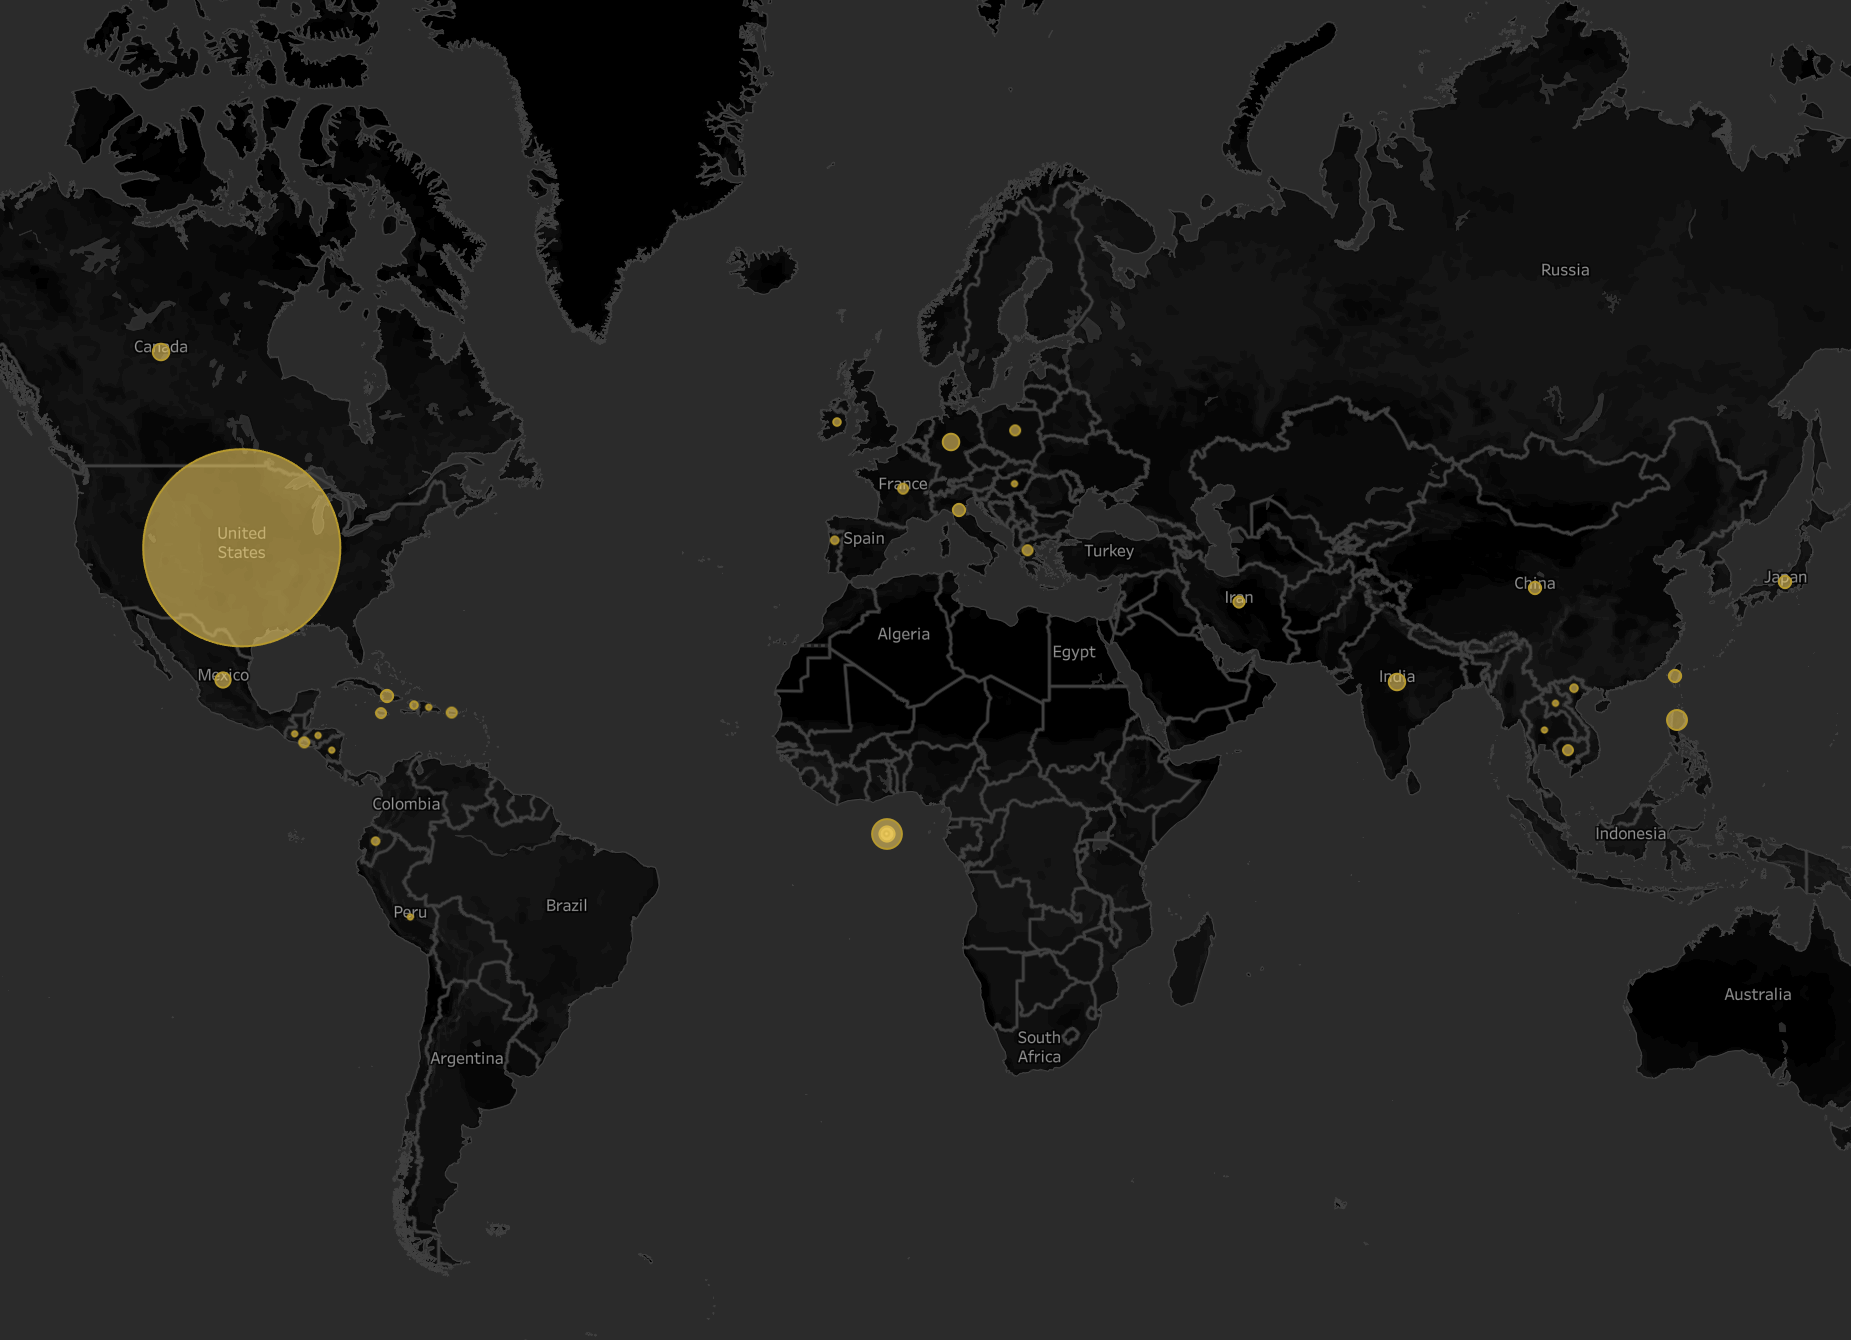 Russia
Canada
France
United
States
Spain
Turkey
China
Japan
Iran
Algeria
Egypt
Mexico
India
Colombia
Indonesia
Peru
Brazil
Australia
South
Africa
Argentina